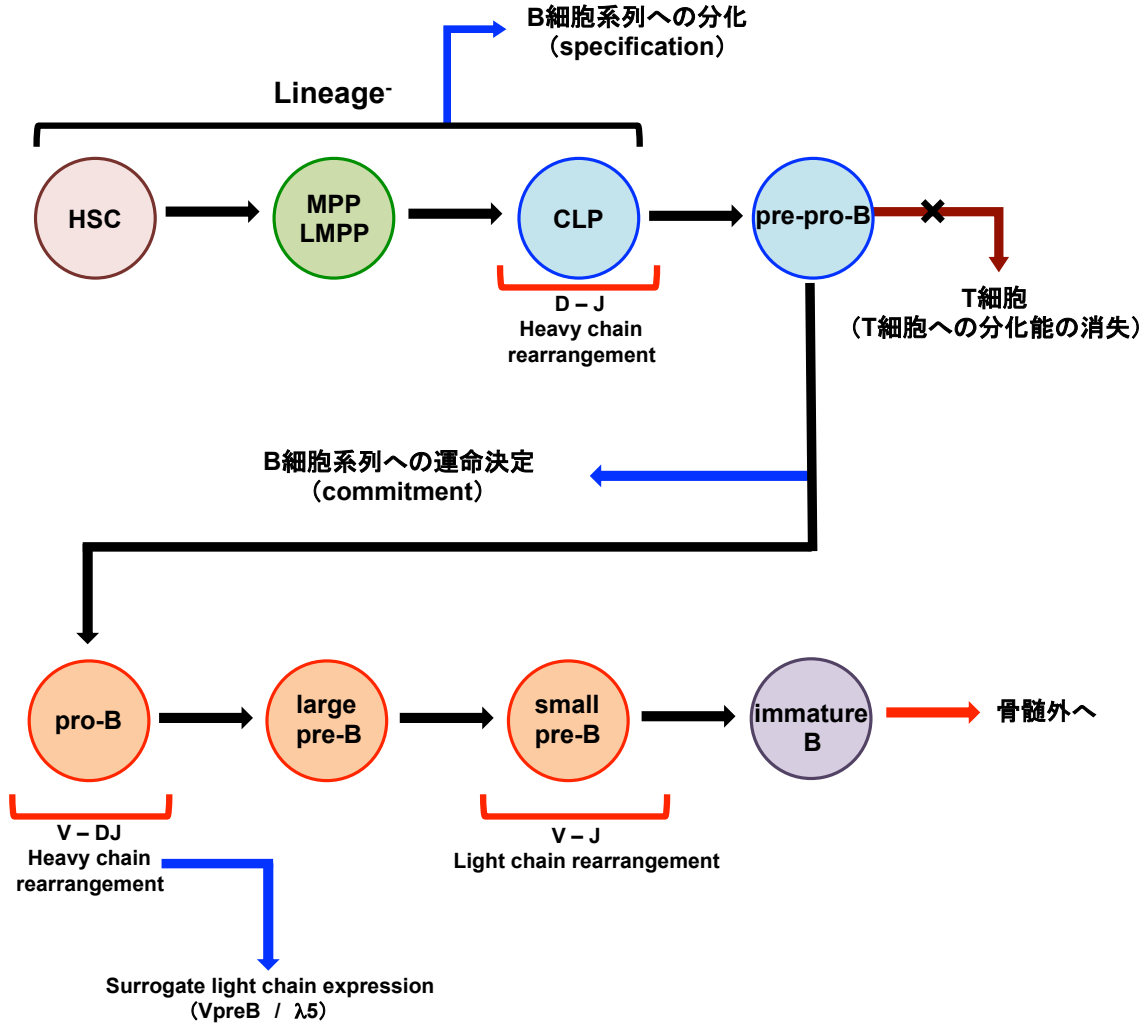 B細胞系列への分化
（specification）
Lineage-
HSC
MPP
LMPP
CLP
pre-pro-B
D – J
Heavy chain
rearrangement
T細胞
（T細胞への分化能の消失）
B細胞系列への運命決定
（commitment）
pro-B
large
pre-B
small
pre-B
immature
B
骨髄外へ
V – DJ
Heavy chain
rearrangement
V – J
Light chain rearrangement
Surrogate light chain expression
（VpreB / λ5）